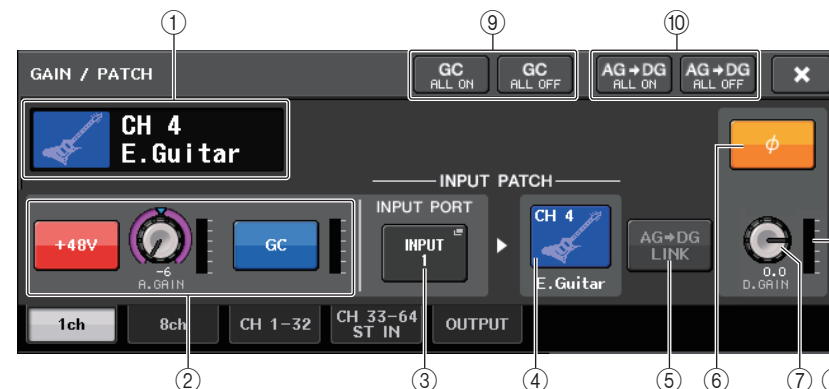 ① ⑨ ⑩
GAIN / PATCH
GC
ALL ON
GC
ALL OFF
AG➜DG
ALL ON
AG➜DG
ALL OFF
CH 4
E.Guitar
ϕ
INPUT PATCH
INPUT PORT
+48V
-6
A.GAIN
GC
INPUT
1
CH 4
E.Guitar
AG➜DG
LINK
0.0
D.GAIN
1ch
8ch
CH 1-32
CH 33-64
ST IN
OUTPUT
② ③ ④ ⑤ ⑥ ⑦